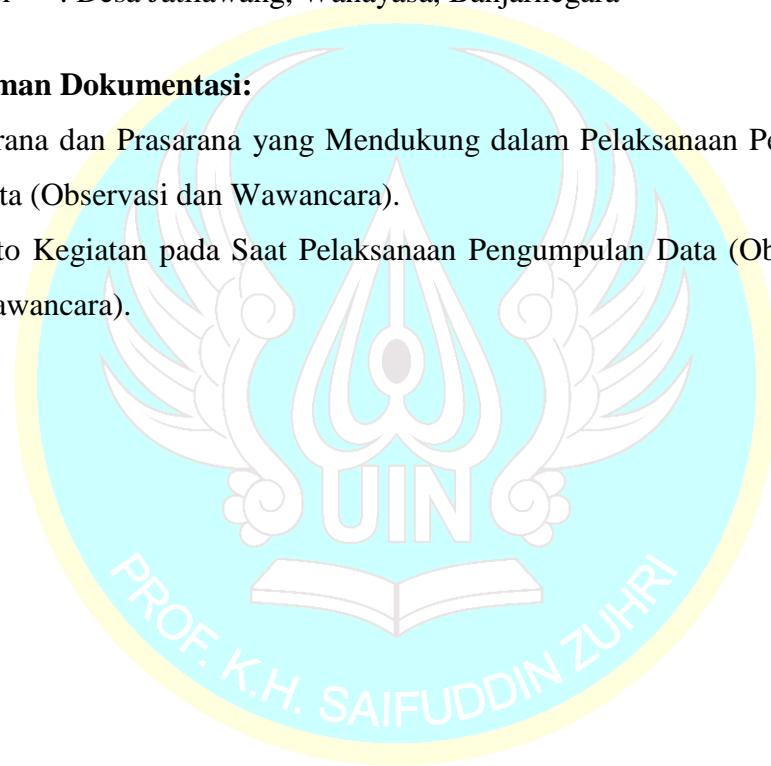 : Desa Jatilawang, Wanayasa, Banjarnegara
man Dokumentasi:
rana dan Prasarana yang Mendukung dalam Pelaksanaan Pe
ta (Observasi dan Wawancara).
to Kegiatan pada Saat Pelaksanaan Pengumpulan Data (Ob
awancara).
UIN
PROF. K.H. SAIFUDDIN ZUHRI